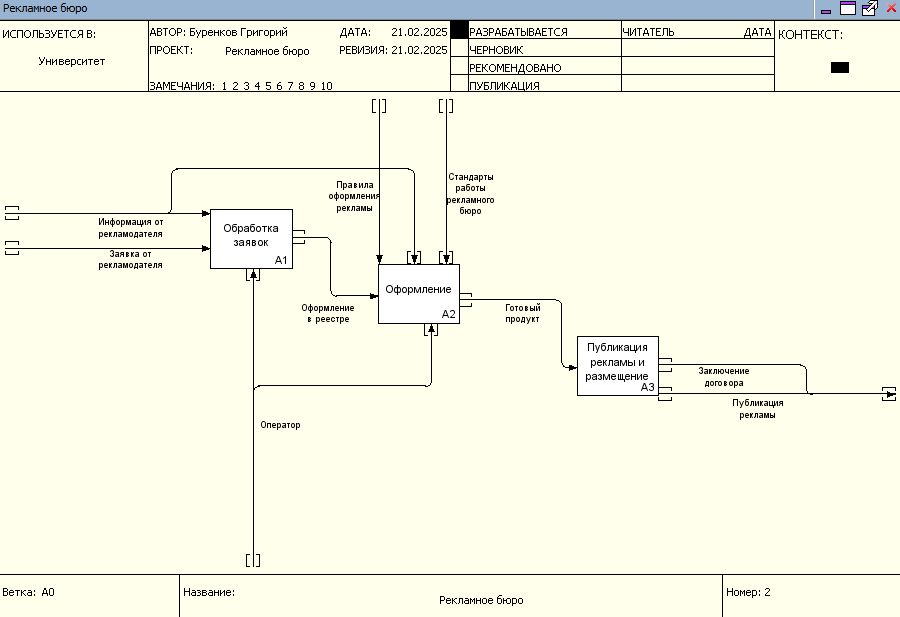 Рекламное бюро
ИСПОЛЬЗУЕТСЯ В:
Университет
АВТОР: Буренков Григорий
ДАТА: 21.02.2025
ПРОЕКТ: Рекламное бюро
РЕВИЗИЯ: 21.02.2025
ЗАМЕЧАНИЯ: 1 2 3 4 5 6 7 8 9 10
РАЗРАБАТЫВАЕТСЯ
ЧЕРНОВИК
РЕКОМЕНДОВАНО
ПУБЛИКАЦИЯ
ЧИТАТЕЛЬ
ДАТА
КОНТЕКСТ:
Правила
оформления
рекламы
Стандарты
работы
рекламного
бюро
Информация от
рекламодателя
Заявка от
рекламодателя
Обработка
заявок
A1
Оформление
в реестре
Оформление
A2
Готовый
продукт
Публикация
рекламы и
размещение
A3
Заключение
договора
Публикация
рекламы
Оператор
Ветка: A0
Название:
Рекламное бюро
Номер: 2